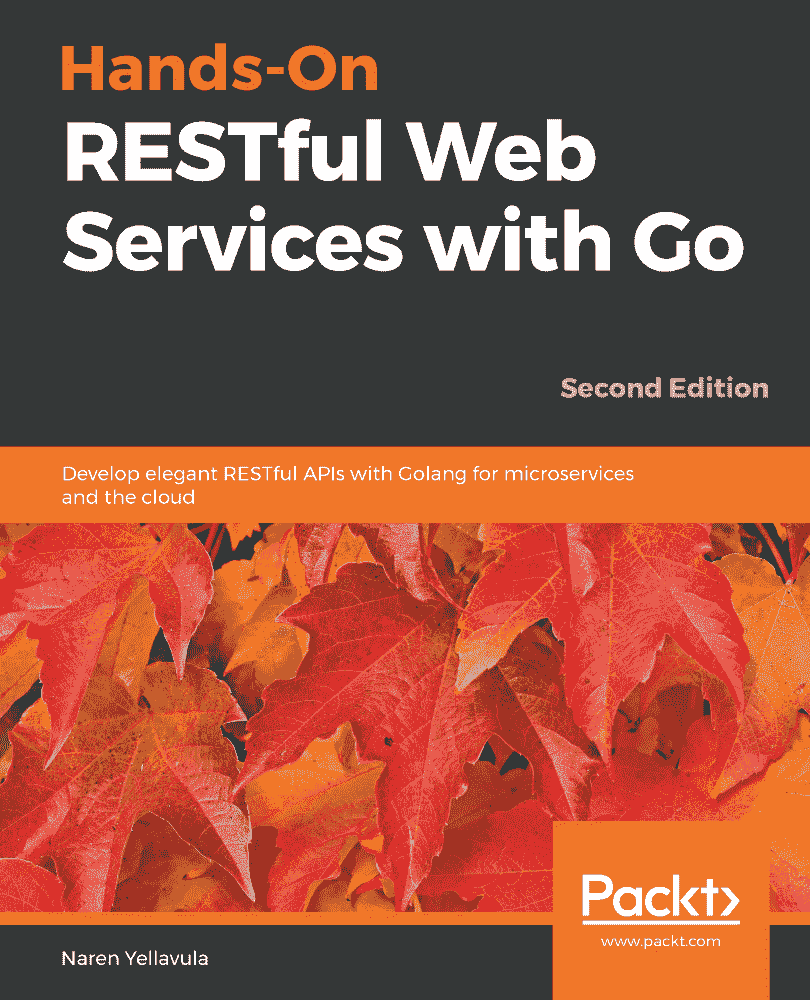 Hands-On
RESTful Web
Services with Go
Second Edition
Develop elegant RESTful APIs with Golang for microservices
and the cloud
Packt>
www.packt.com
Naren Yellavula